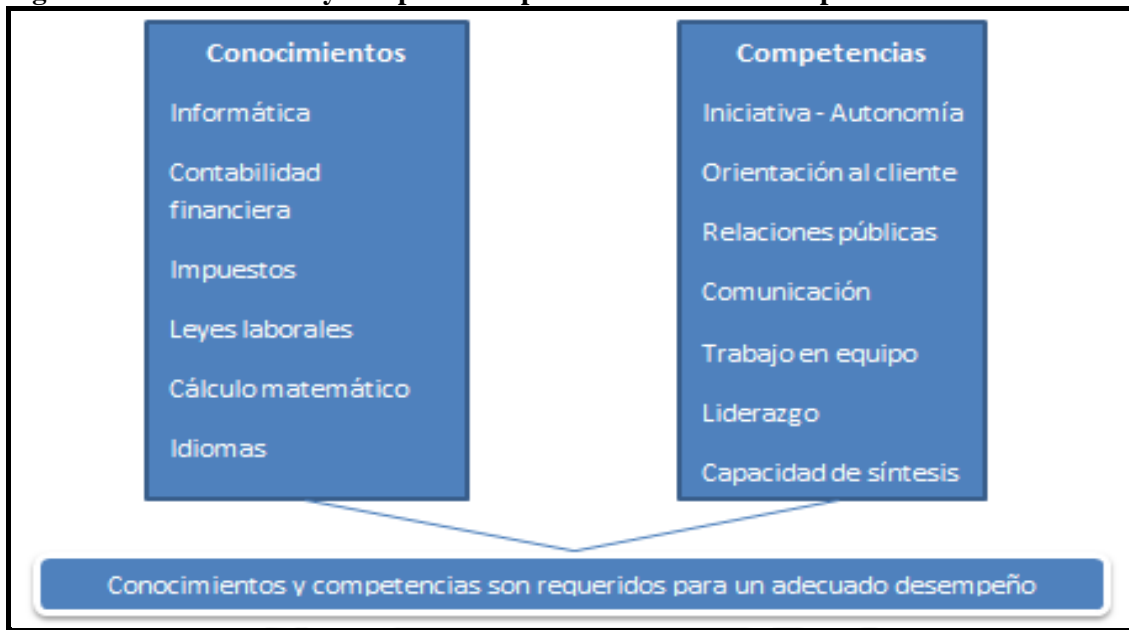 Conocimientos
Informática
Contabilidad
financiera
Impuestos
Leyes laborales
Cálculo matemático
Idiomas
Competencias
Iniciativa - Autonomía
Orientación al cliente
Relaciones públicas
Comunicación
Trabajo en equipo
Liderazgo
Capacidad de síntesis
Conocimientos y competencias son requeridos para un adecuado desempeño